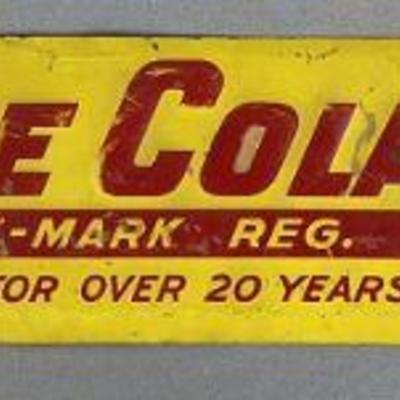 E COLA
-MARK REG.
FOR OVER 20 YEARS